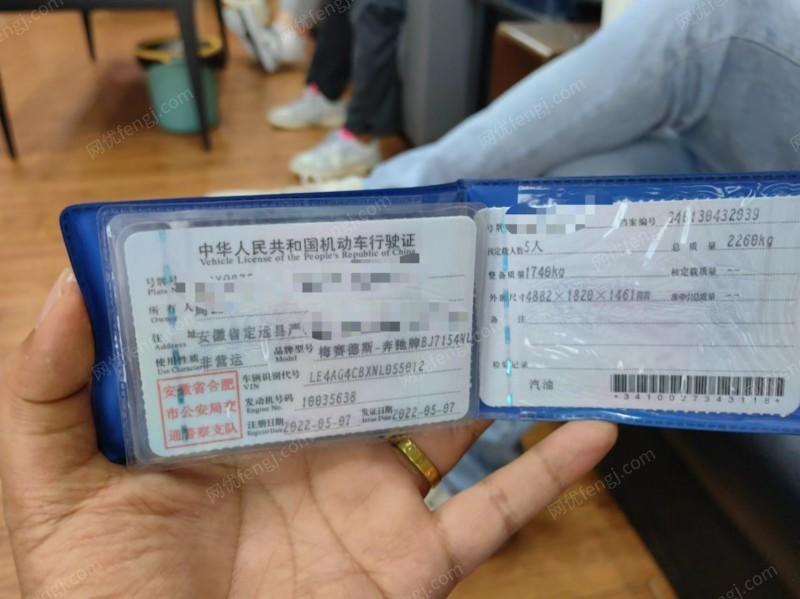 中华人民共和国机动车行驶证
Vehicle License of the People's Republic of China
号牌号
Plate N
所有人
Owner
住址 安徽省定远县严
Address
使用性质 非营运
Use Character
品牌型号 梅赛德斯-奔驰牌BJ7154
车辆识别代号 LE4AG4CBXNL055012
VIN
发动机号码 10035638
Engine No.
注册日期 2022-05-07
Register Date
发证日期 2022-05-07
Issue Date
安徽省合肥
市公安局交
通警察支队
号牌
档案编号 340130432039
核定载人数 5人
总质量 2260kg
整备质量 1740kg
核定载质量 --
外廓尺寸 4882×1820×1461
准牵引总质量 --
备注
检验记录
汽油
*3410027343118*
网优fengj.com